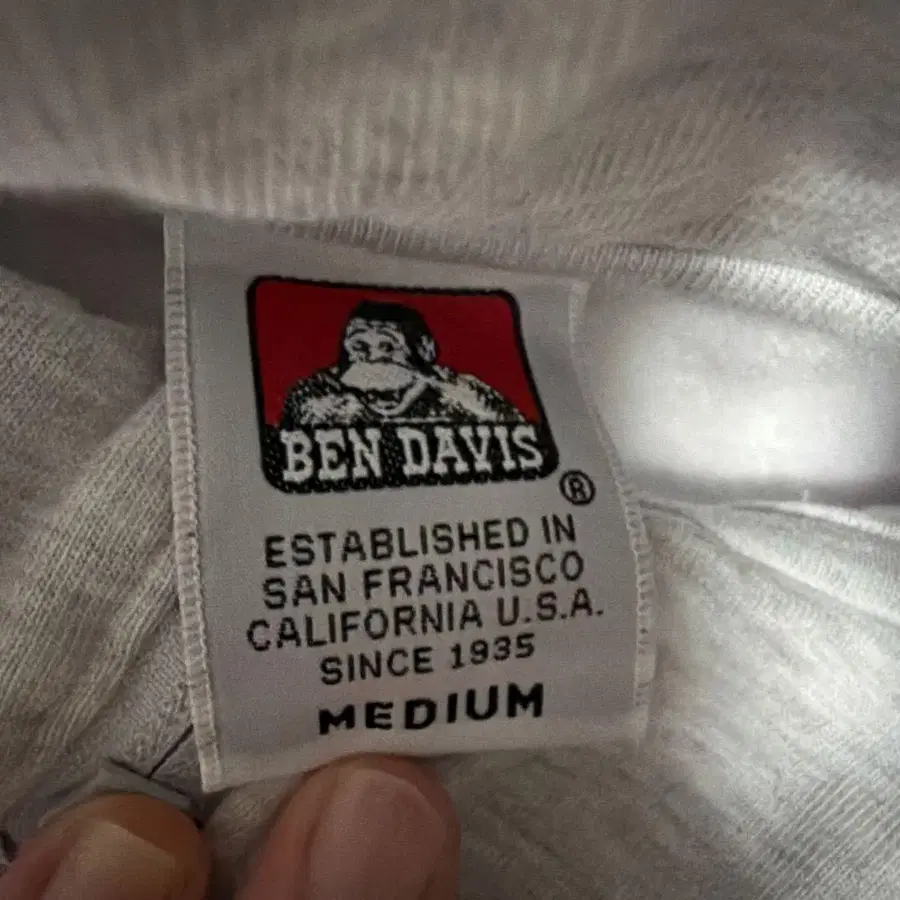 BEN DAVIS
®
ESTABLISHED IN
SAN FRANCISCO
CALIFORNIA U.S.A.
SINCE 1935
MEDIUM